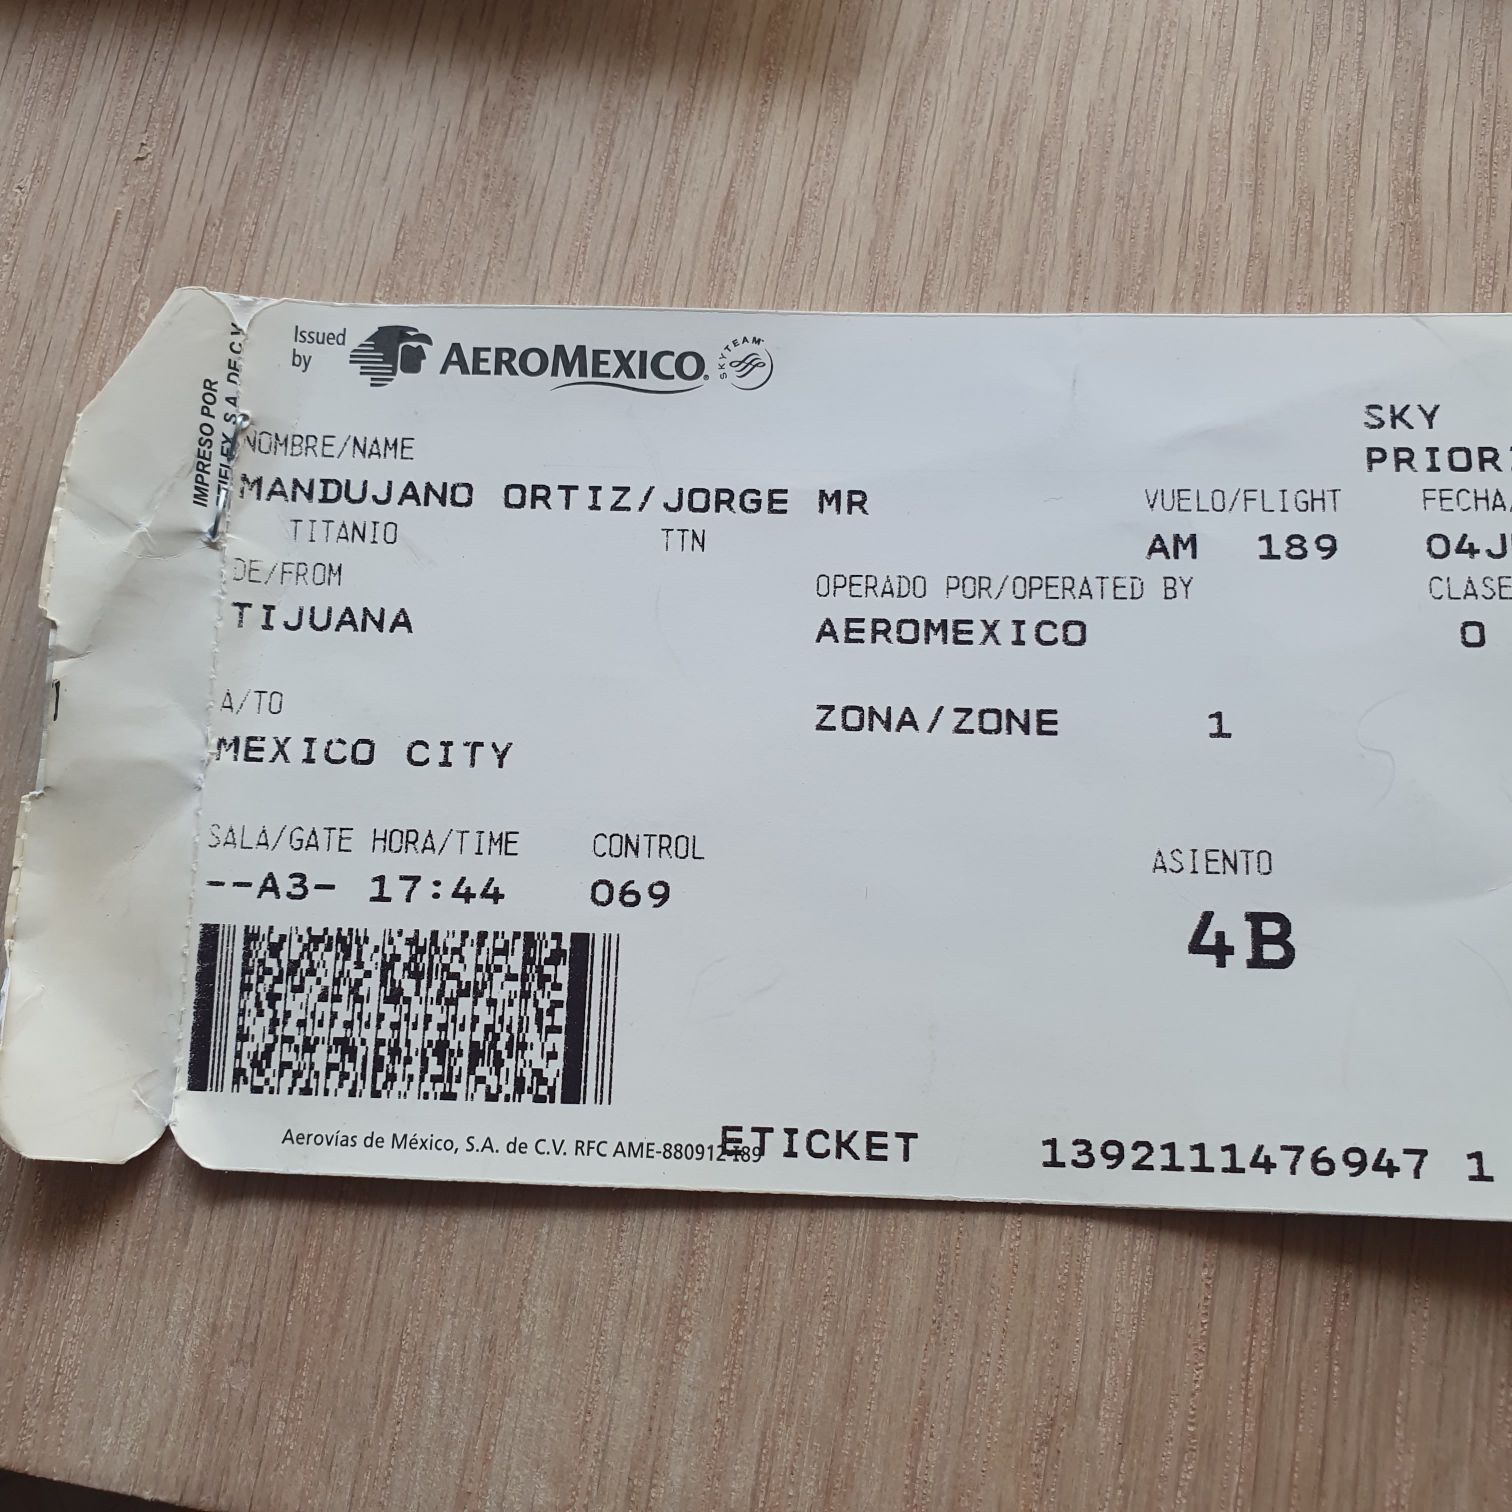 Issued
by
AEROMEXICO.
SKYTEAM
IMPRESO POR
S.A. DE C.V.
SKY
NOMBRE/NAME
MANDUJANO ORTIZ/JORGE MR
TITANIO TTN
VUELO/FLIGHT FECHA/
AM 189 04J
DE/FROM
TIJUANA
OPERADO POR/OPERATED BY CLASE
AEROMEXICO O
A/TO
MEXICO CITY
ZONA/ZONE 1
SALA/GATE HORA/TIME CONTROL
--A3- 17:44 069
ASIENTO
4B
Aerovías de México, S.A. de C.V. RFC AME-880912-I89
ETICKET 1392111476947 1